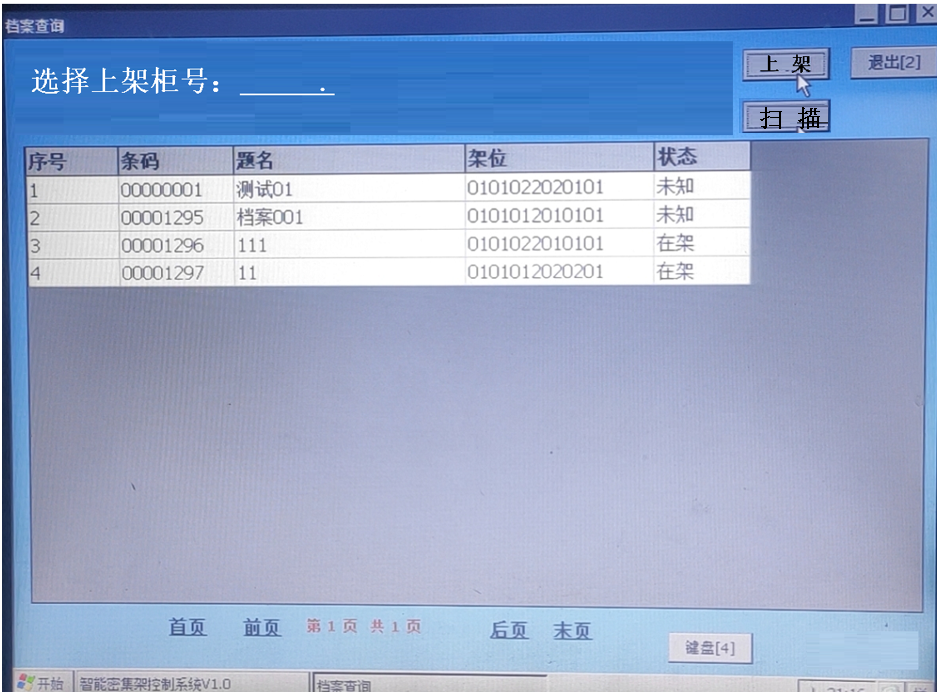 档案查询
选择上架柜号：______.
上 架
退出[2]
扫 描
序号 条码 题名 架位 状态
1 00000001 测试01 0101022020101 未知
2 00001295 档案001 0101012010101 未知
3 00001296 111 0101022010101 在架
4 00001297 11 0101012020201 在架
首页 前页 第 1 页 共 1 页 后页 末页
键盘[4]
开始 智能密集架控制系统V1.0 档案查询